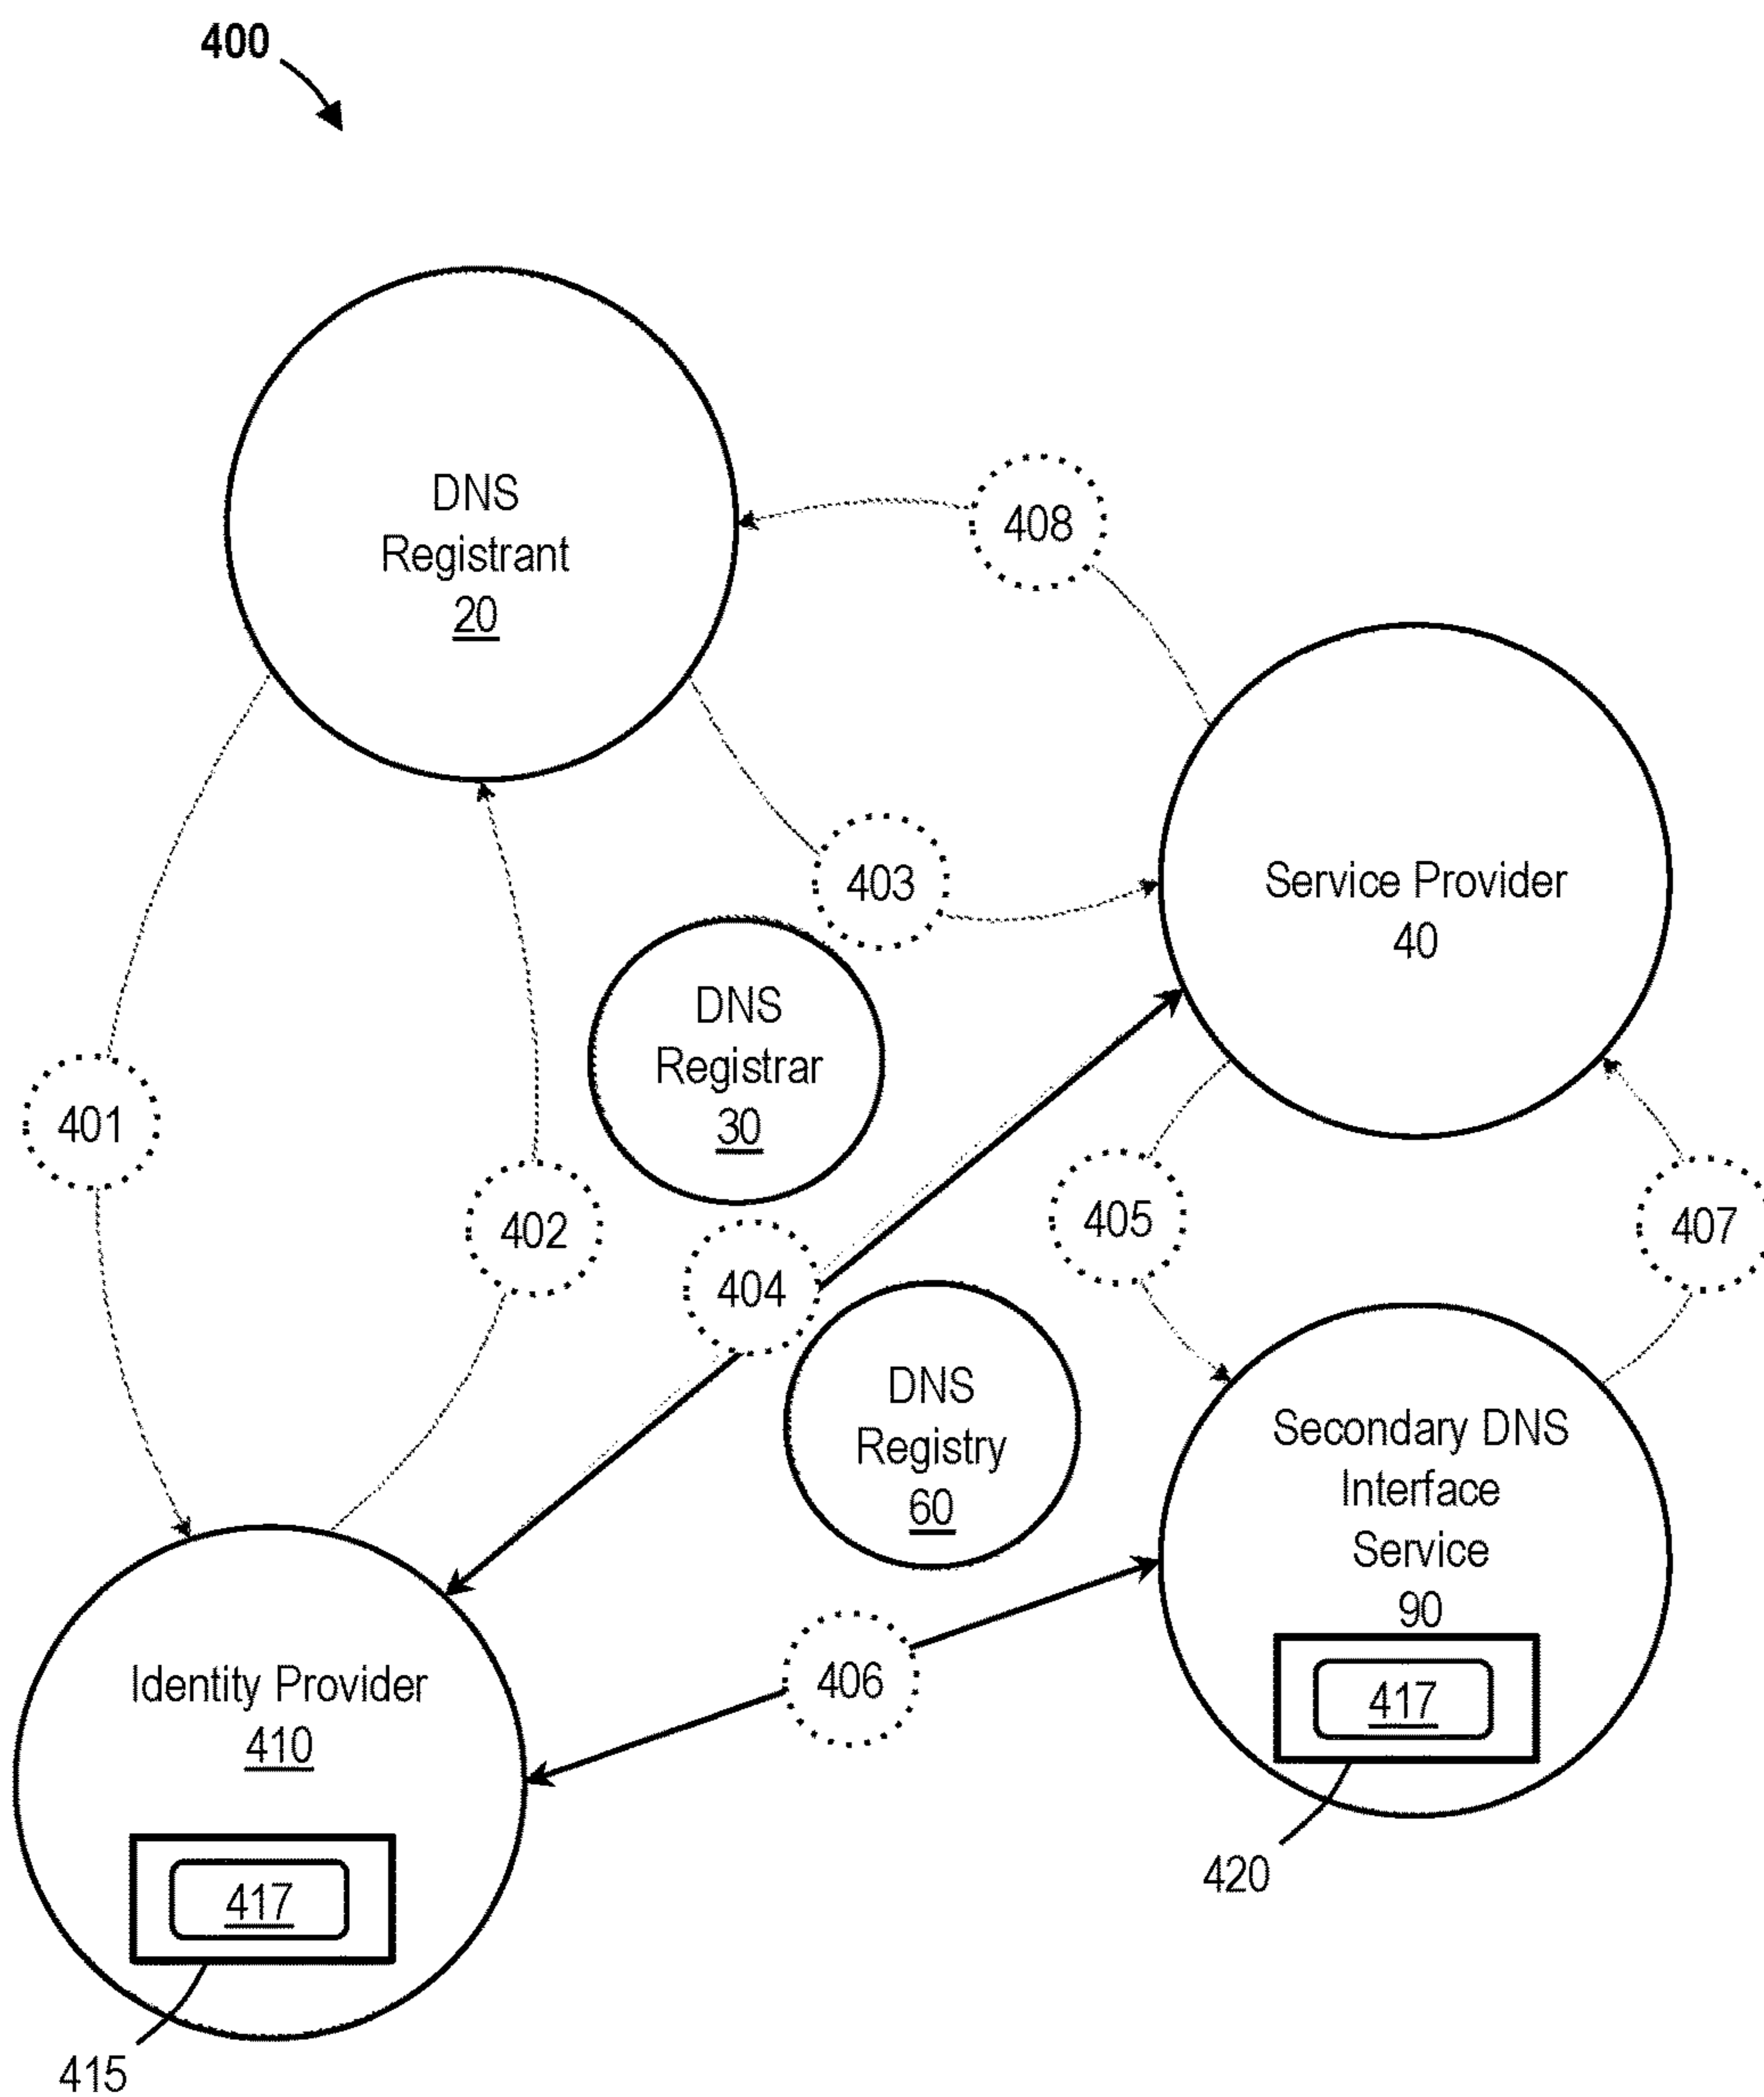 400
DNS
Registrant
20
408
403
Service Provider
40
DNS
Registrar
30
401
402
404
405
407
DNS
Registry
60
Secondary DNS
Interface
Service
90
417
406
Identity Provider
410
420
417
415